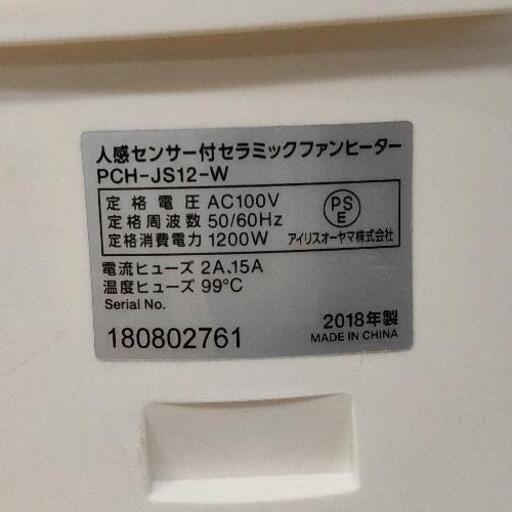 人感センサー付セラミックファンヒーター
PCH-JS12-W
定格電圧 AC100V
定格周波数 50/60Hz
定格消費電力 1200W
PS
E
アイリスオーヤマ株式会社
電流ヒューズ 2A、15A
温度ヒューズ 99℃
Serial No.
180802761
2018年製
MADE IN CHINA